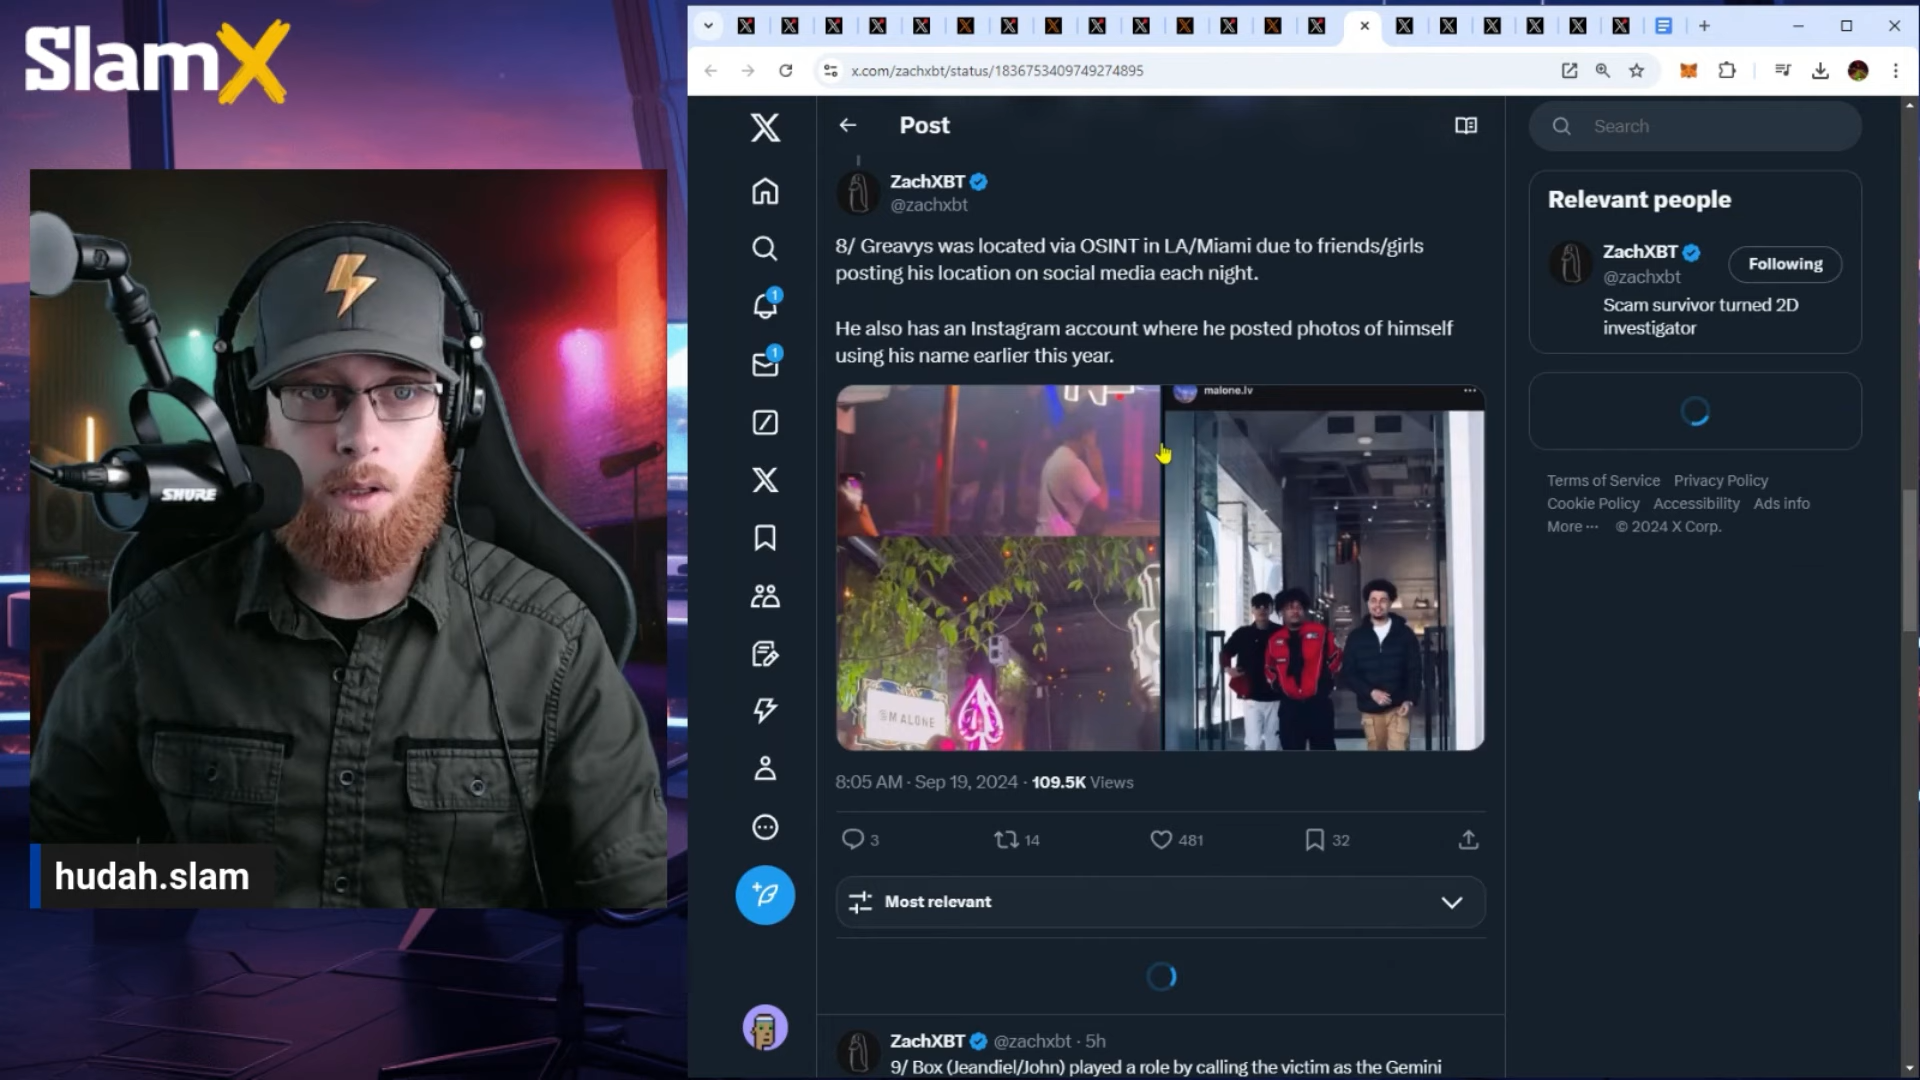 SlamX
x.com/zachxbt/status/1836753409749274895
Post
Search
ZachXBT
@zachxbt
8/ Greavys was located via OSINT in LA/Miami due to friends/girls
posting his location on social media each night.
He also has an Instagram account where he posted photos of himself
using his name earlier this year.
malone.lv
MALONE
8:05 AM · Sep 19, 2024 · 109.5K Views
3
14
481
32
Most relevant
ZachXBT @zachxbt · 5h
9/ Box (Jeandiel/John) played a role by calling the victim as the Gemini
Relevant people
ZachXBT
@zachxbt
Following
Scam survivor turned 2D
investigator
Terms of Service Privacy Policy
Cookie Policy Accessibility Ads info
More ··· © 2024 X Corp.
1
1
SHURE
hudah.slam